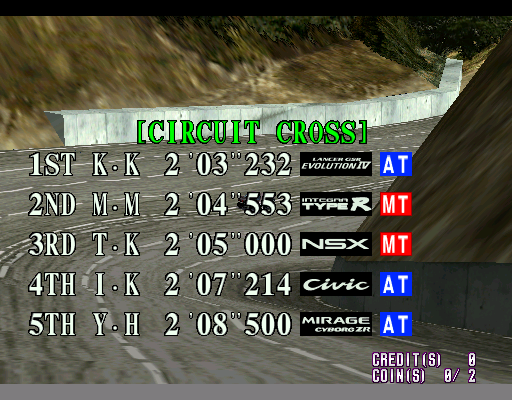 [CIRCUIT CROSS]
1ST K.K 2'03"232 LANCER GSR EVOLUTION IV AT
2ND M.M 2'04"553 INTEGRA TYPE R MT
3RD T.K 2'05"000 NSX MT
4TH I.K 2'07"214 Civic AT
5TH Y.H 2'08"500 MIRAGE CYBORG ZR AT
CREDIT(S) 0
COIN(S) 0/ 2